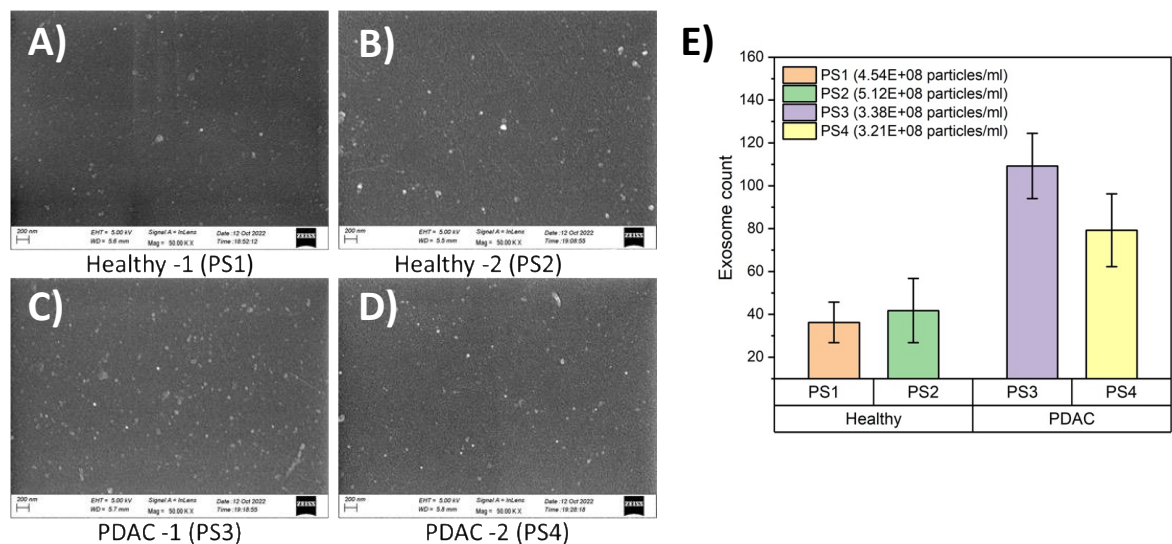 A)
200 nm
EHT = 5.00 kV Signal A = InLens Date :12 Oct 2022
WD = 5.6 mm Mag = 50.00 K X Time :18:52:12
ZEISS
Healthy -1 (PS1)
B)
200 nm
EHT = 5.00 kV Signal A = InLens Date :12 Oct 2022
WD = 5.5 mm Mag = 50.00 K X Time :19:08:55
ZEISS
Healthy -2 (PS2)
C)
200 nm
EHT = 5.00 kV Signal A = InLens Date :12 Oct 2022
WD = 5.7 mm Mag = 50.00 K X Time :19:18:55
ZEISS
PDAC -1 (PS3)
D)
200 nm
EHT = 5.00 kV Signal A = InLens Date :12 Oct 2022
WD = 5.8 mm Mag = 50.00 K X Time :19:28:18
ZEISS
PDAC -2 (PS4)
E)
160
140
120
100
80
60
40
20
Exosome count
PS1 (4.54E+08 particles/ml)
PS2 (5.12E+08 particles/ml)
PS3 (3.38E+08 particles/ml)
PS4 (3.21E+08 particles/ml)
PS1 PS2 PS3 PS4
Healthy PDAC